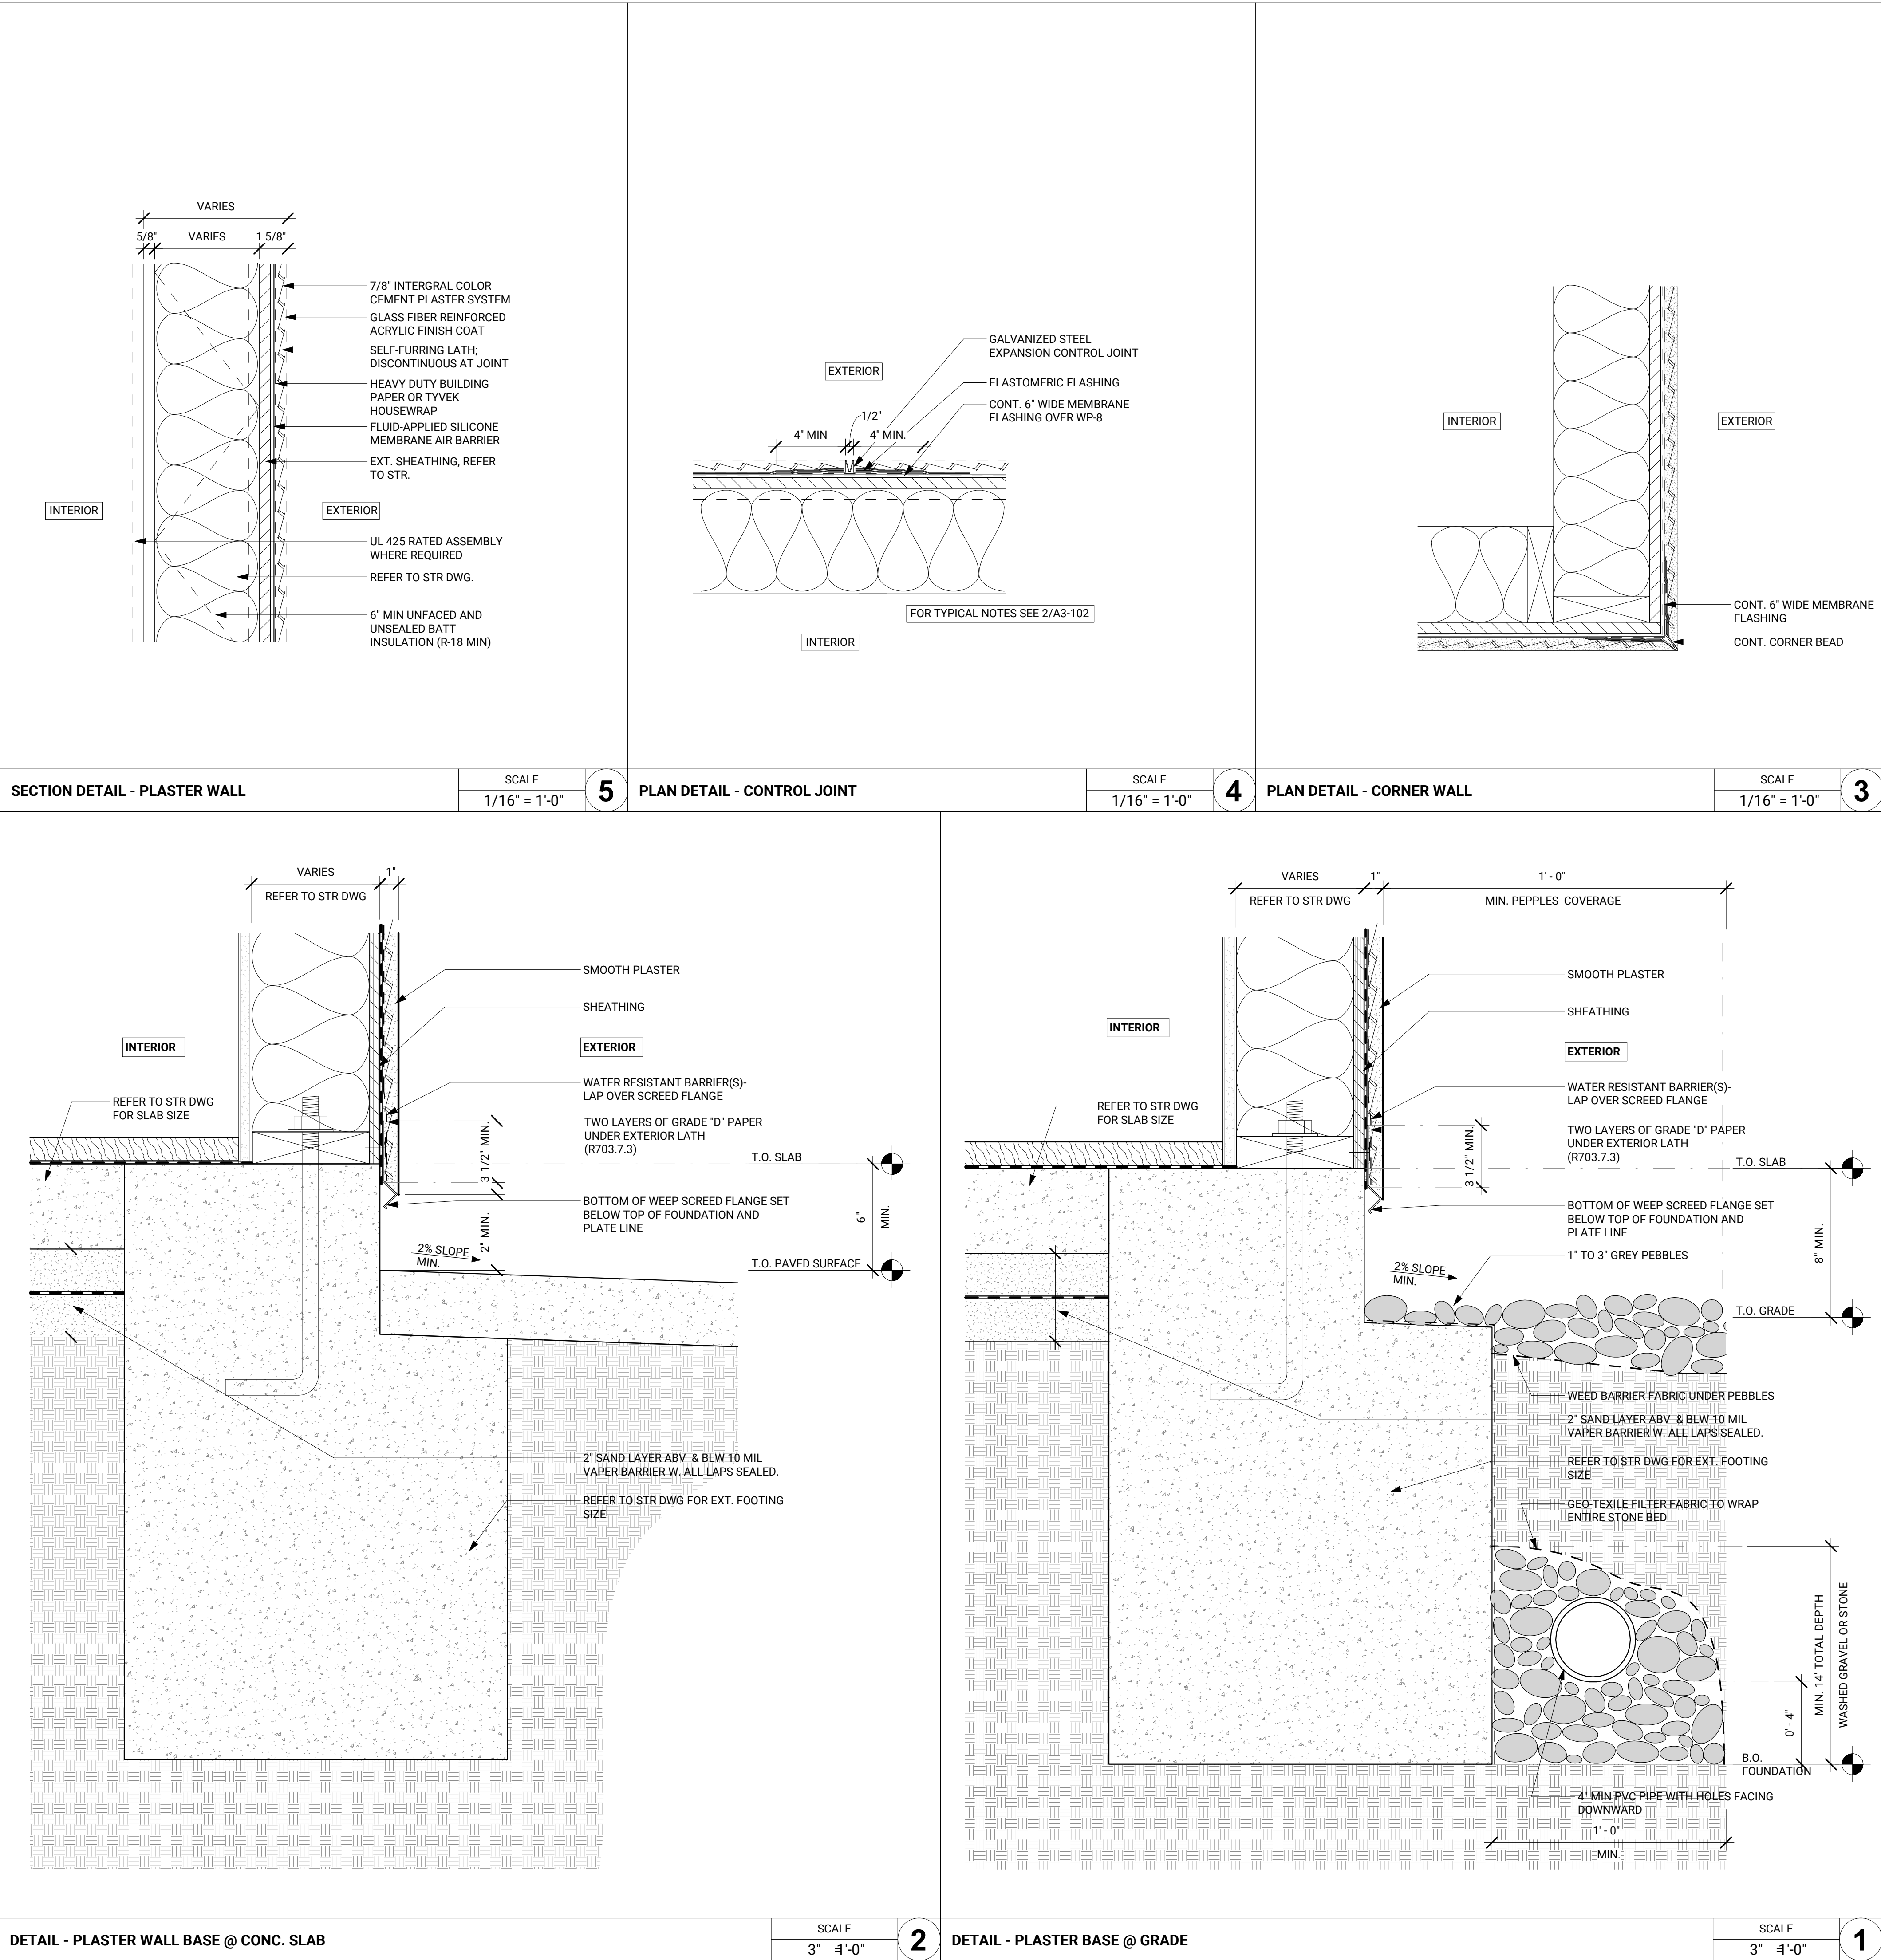 VARIES
5/8"
VARIES
1 5/8"
7/8" INTERGRAL COLOR
CEMENT PLASTER SYSTEM
GLASS FIBER REINFORCED
ACRYLIC FINISH COAT
SELF-FURRING LATH;
DISCONTINUOUS AT JOINT
HEAVY DUTY BUILDING
PAPER OR TYVEK
HOUSEWRAP
FLUID-APPLIED SILICONE
MEMBRANE AIR BARRIER
EXT. SHEATHING, REFER
TO STR.
INTERIOR
EXTERIOR
UL 425 RATED ASSEMBLY
WHERE REQUIRED
REFER TO STR DWG.
6" MIN UNFACED AND
UNSEALED BATT
INSULATION (R-18 MIN)
SECTION DETAIL - PLASTER WALL
SCALE
1/16" = 1'-0"
5
GALVANIZED STEEL
EXPANSION CONTROL JOINT
EXTERIOR
ELASTOMERIC FLASHING
CONT. 6" WIDE MEMBRANE
FLASHING OVER WP-8
1/2"
4" MIN
4" MIN.
FOR TYPICAL NOTES SEE 2/A3-102
INTERIOR
PLAN DETAIL - CONTROL JOINT
SCALE
1/16" = 1'-0"
4
INTERIOR
EXTERIOR
CONT. 6" WIDE MEMBRANE
FLASHING
CONT. CORNER BEAD
PLAN DETAIL - CORNER WALL
SCALE
1/16" = 1'-0"
3
VARIES
1"
REFER TO STR DWG
SMOOTH PLASTER
SHEATHING
INTERIOR
EXTERIOR
WATER RESISTANT BARRIER(S)-
LAP OVER SCREED FLANGE
REFER TO STR DWG
FOR SLAB SIZE
TWO LAYERS OF GRADE "D" PAPER
UNDER EXTERIOR LATH
(R703.7.3)
3 1/2" MIN.
T.O. SLAB
BOTTOM OF WEEP SCREED FLANGE SET
BELOW TOP OF FOUNDATION AND
PLATE LINE
2" MIN.
6"
MIN.
2% SLOPE
MIN.
T.O. PAVED SURFACE
2" SAND LAYER ABV & BLW 10 MIL
VAPER BARRIER W. ALL LAPS SEALED.
REFER TO STR DWG FOR EXT. FOOTING
SIZE
DETAIL - PLASTER WALL BASE @ CONC. SLAB
SCALE
3" = 1'-0"
2
VARIES
1"
1' - 0"
REFER TO STR DWG
MIN. PEPPLES COVERAGE
SMOOTH PLASTER
SHEATHING
INTERIOR
EXTERIOR
WATER RESISTANT BARRIER(S)-
LAP OVER SCREED FLANGE
REFER TO STR DWG
FOR SLAB SIZE
TWO LAYERS OF GRADE "D" PAPER
UNDER EXTERIOR LATH
(R703.7.3)
3 1/2" MIN.
T.O. SLAB
BOTTOM OF WEEP SCREED FLANGE SET
BELOW TOP OF FOUNDATION AND
PLATE LINE
8" MIN.
1" TO 3" GREY PEBBLES
2% SLOPE
MIN.
T.O. GRADE
WEED BARRIER FABRIC UNDER PEBBLES
2" SAND LAYER ABV & BLW 10 MIL
VAPER BARRIER W. ALL LAPS SEALED.
REFER TO STR DWG FOR EXT. FOOTING
SIZE
GEO-TEXILE FILTER FABRIC TO WRAP
ENTIRE STONE BED
MIN. 14' TOTAL DEPTH
WASHED GRAVEL OR STONE
0' - 4"
B.O.
FOUNDATION
4" MIN PVC PIPE WITH HOLES FACING
DOWNWARD
1' - 0"
MIN.
DETAIL - PLASTER BASE @ GRADE
SCALE
3" = 1'-0"
1